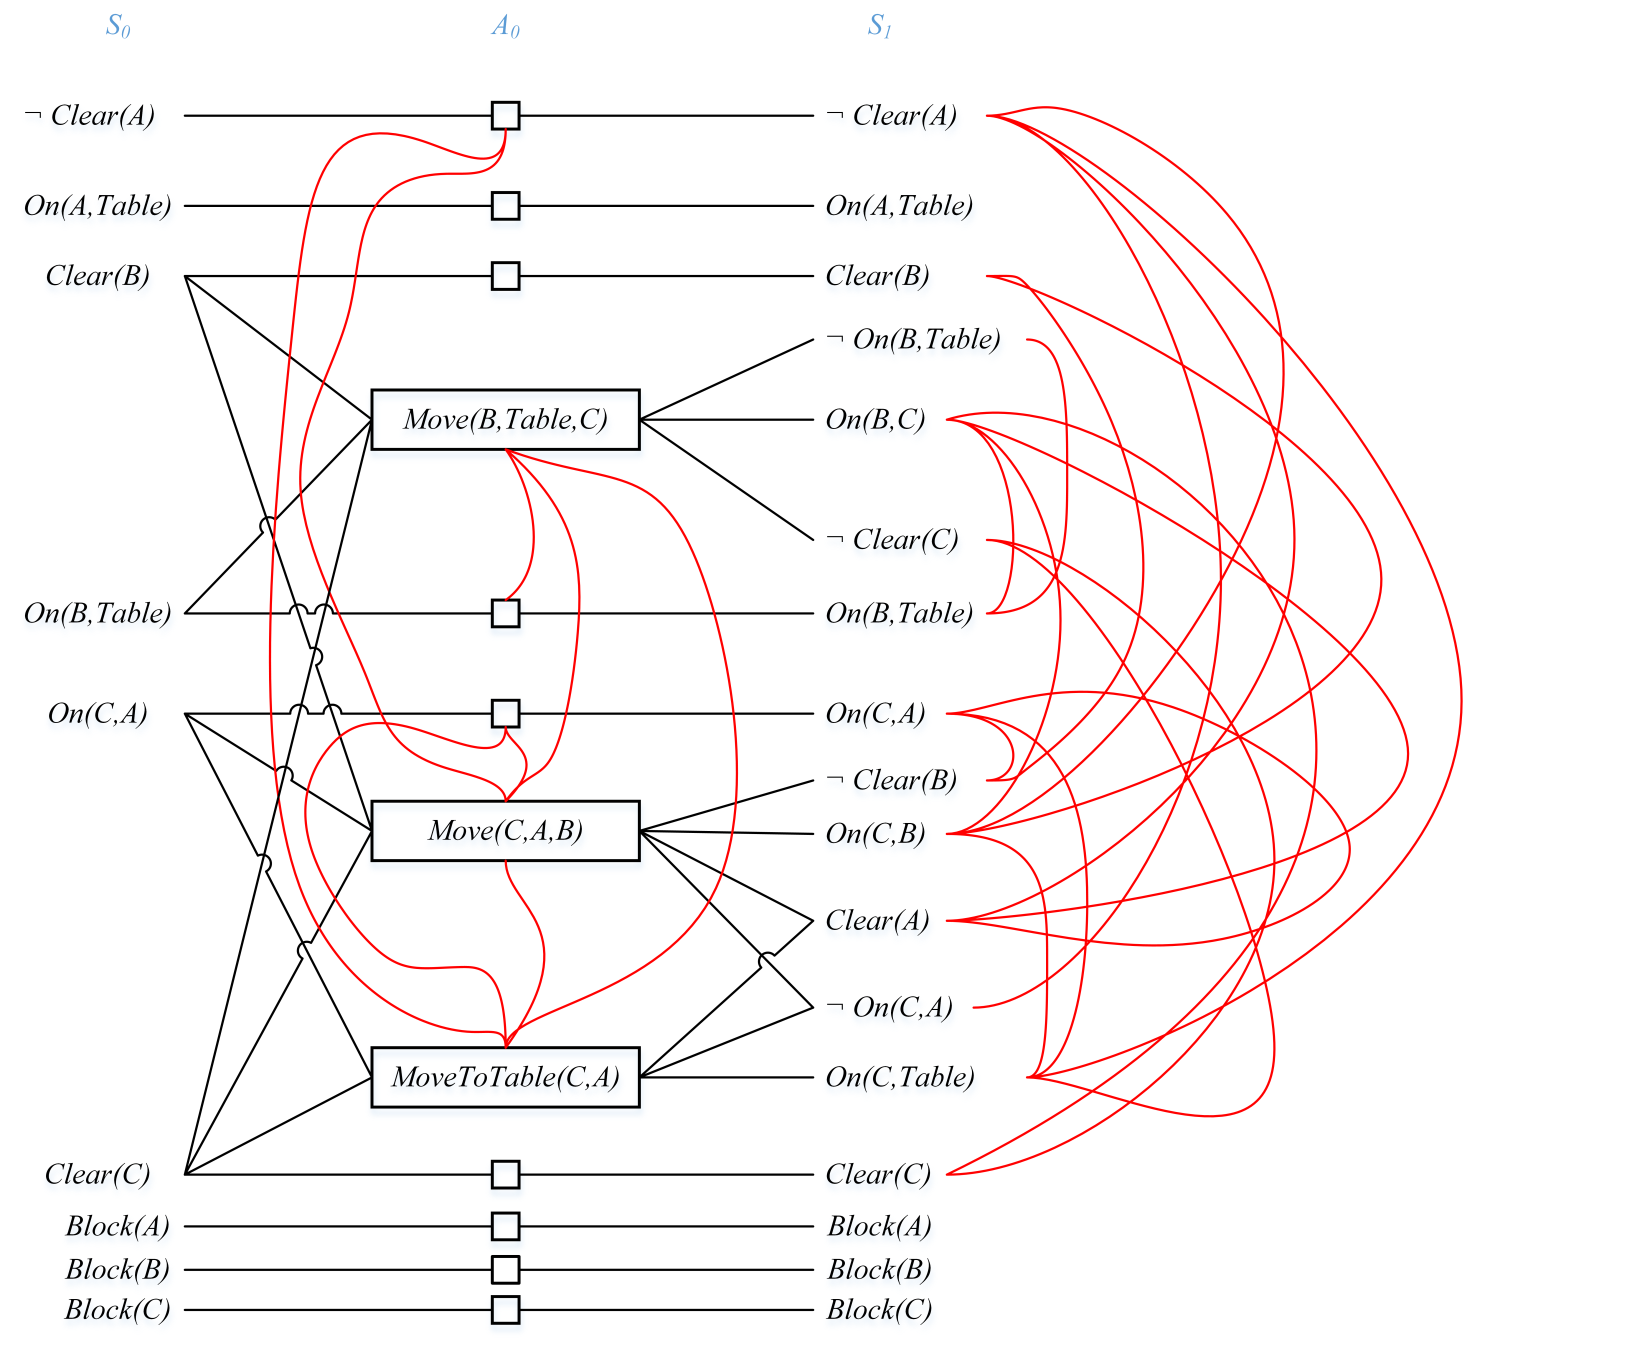 S0 A0 S1
¬ Clear(A) ¬ Clear(A)
On(A,Table) On(A,Table)
Clear(B) Clear(B)
¬ On(B,Table)
Move(B,Table,C) On(B,C)
¬ Clear(C)
On(B,Table) On(B,Table)
On(C,A) On(C,A)
¬ Clear(B)
Move(C,A,B) On(C,B)
Clear(A)
¬ On(C,A)
MoveToTable(C,A) On(C,Table)
Clear(C) Clear(C)
Block(A) Block(A)
Block(B) Block(B)
Block(C) Block(C)